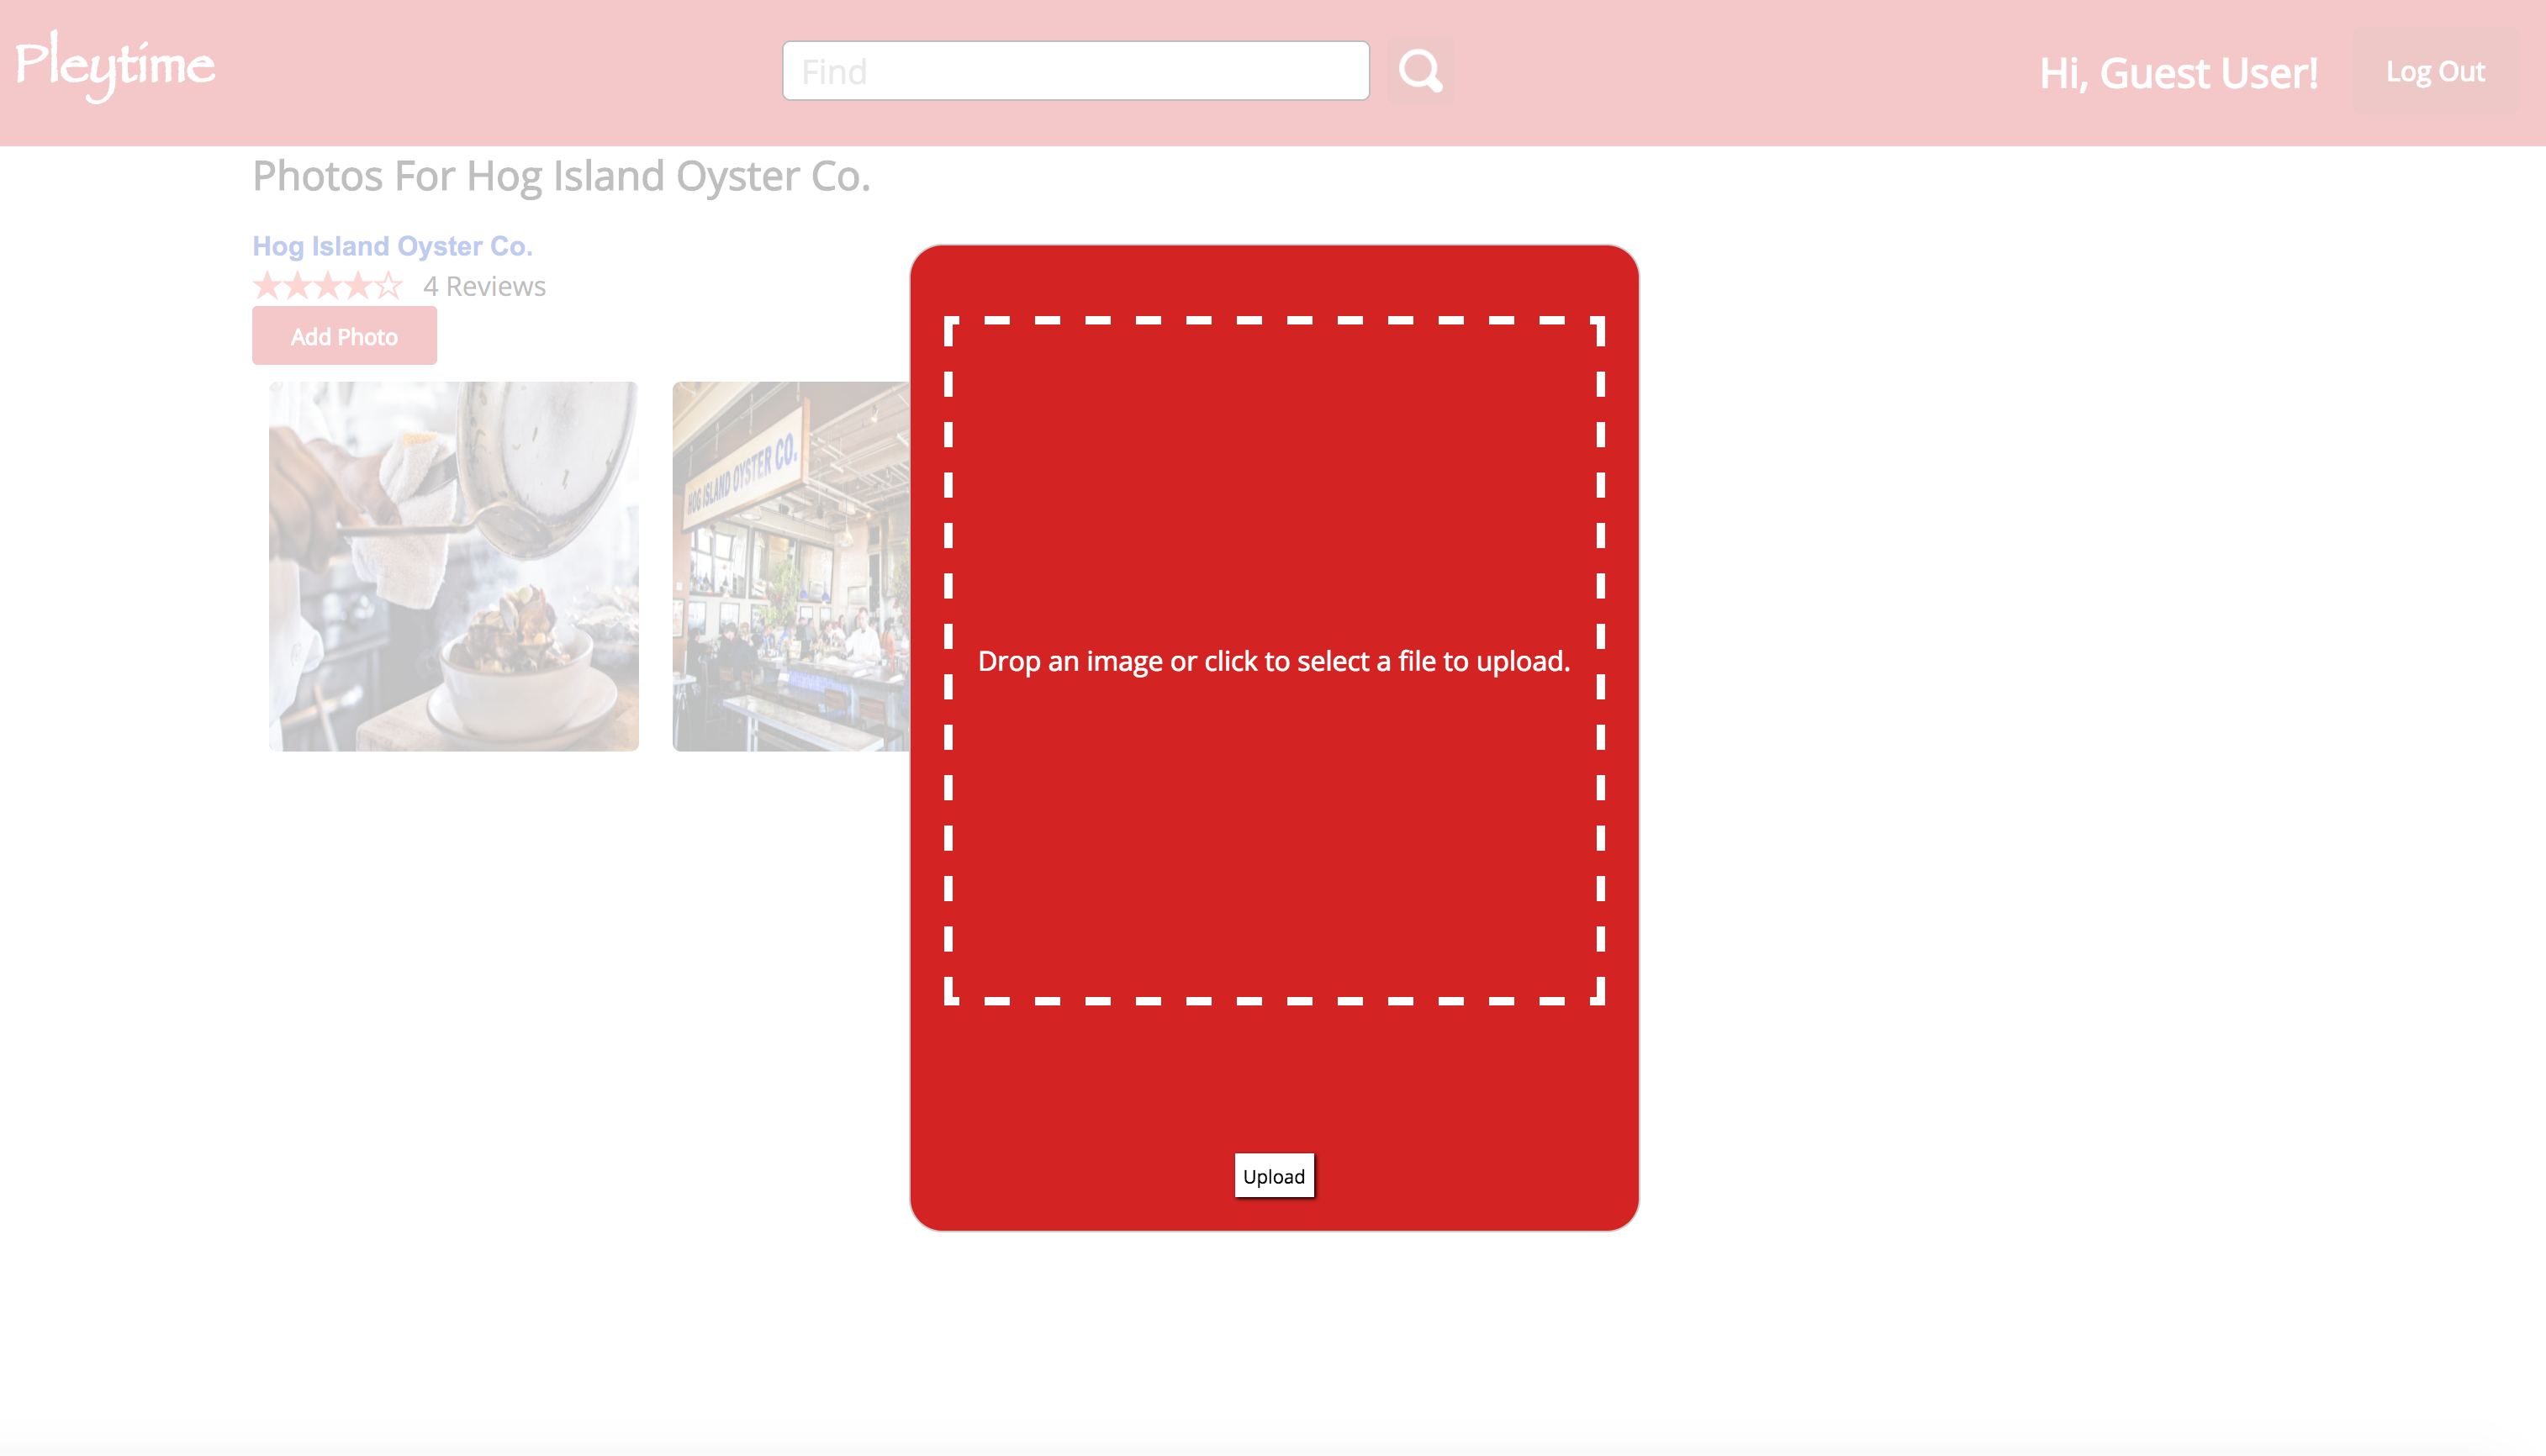 Pleytime
Find
Hi, Guest User!
Log Out
Photos For Hog Island Oyster Co.
Hog Island Oyster Co.
4 Reviews
Add Photo
HOG ISLAND OYSTER CO.
Drop an image or click to select a file to upload.
Upload